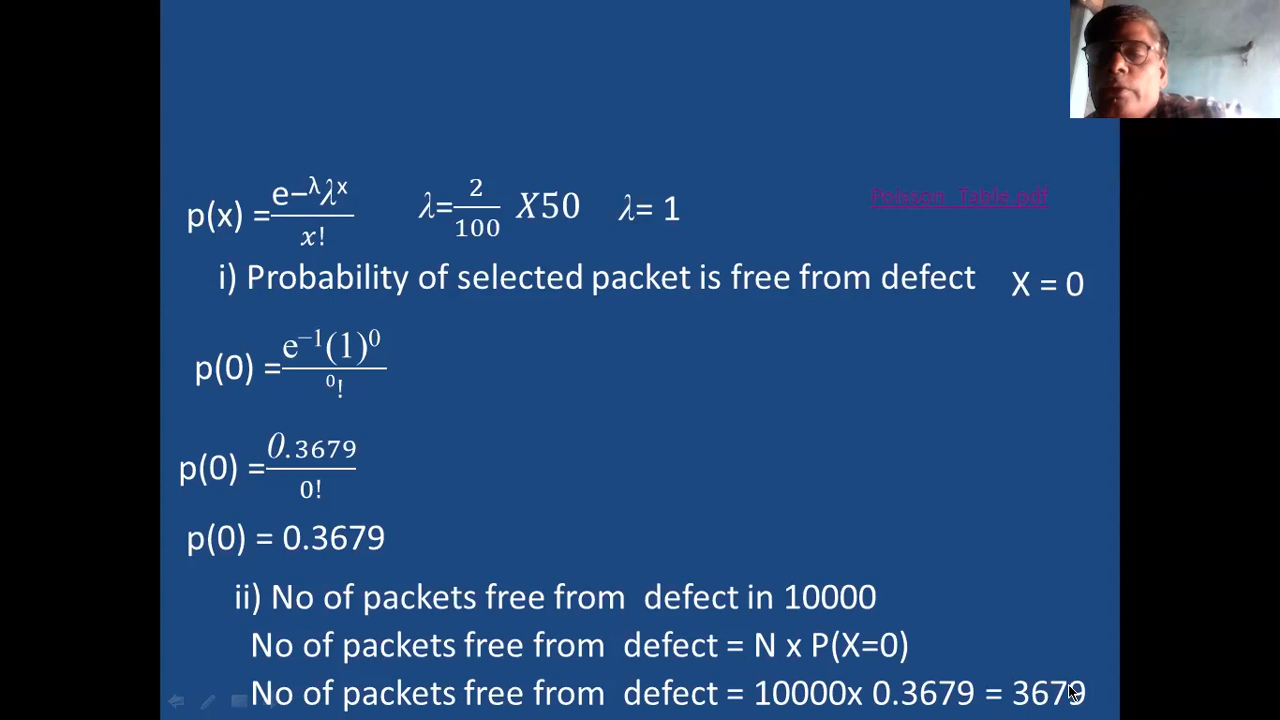 Poisson_Table.pdf
p(x) = e−^λ λ^x / x! λ= 2/100 X50 λ= 1
i) Probability of selected packet is free from defect X = 0
p(0) = e^−1 (1)^0 / 0!
p(0) = 0.3679 / 0!
p(0) = 0.3679
ii) No of packets free from defect in 10000
No of packets free from defect = N x P(X=0)
No of packets free from defect = 10000x 0.3679 = 3679